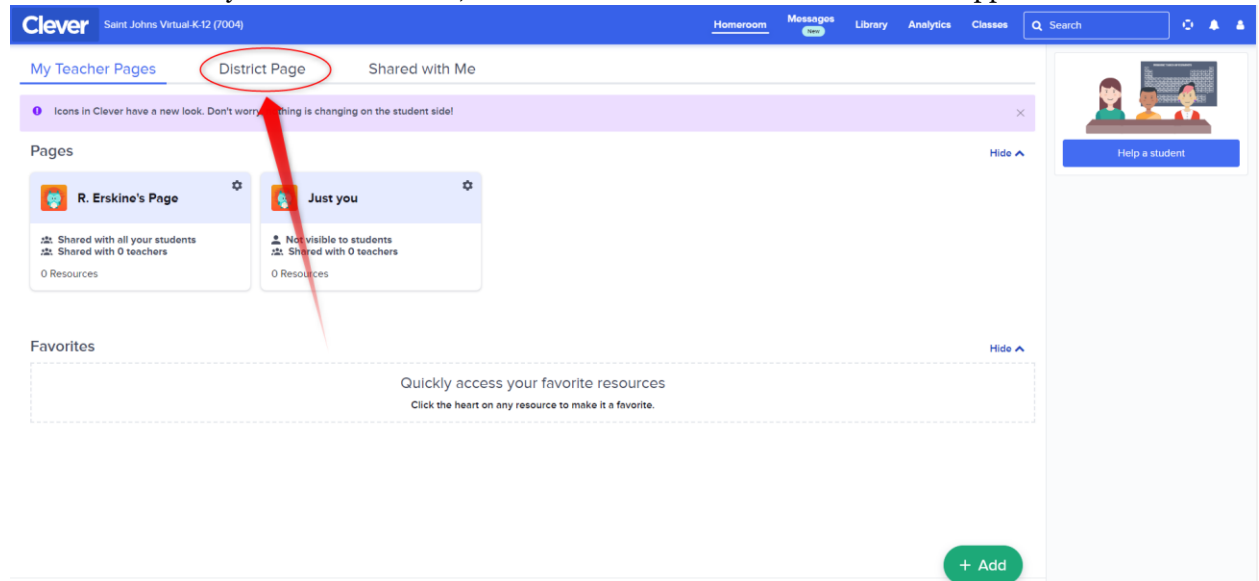 Clever Saint Johns Virtual-K-12 (7004) Homeroom Messages Library Analytics Classes Search
New
My Teacher Pages District Page Shared with Me
Icons in Clever have a new look. Don't worry, thing is changing on the student side!
Pages Hide
Help a student
R. Erskine's Page Just you
Shared with all your students Not visible to students
Shared with 0 teachers Shared with 0 teachers
0 Resources 0 Resources
Favorites Hide
Quickly access your favorite resources
Click the heart on any resource to make it a favorite.
+ Add